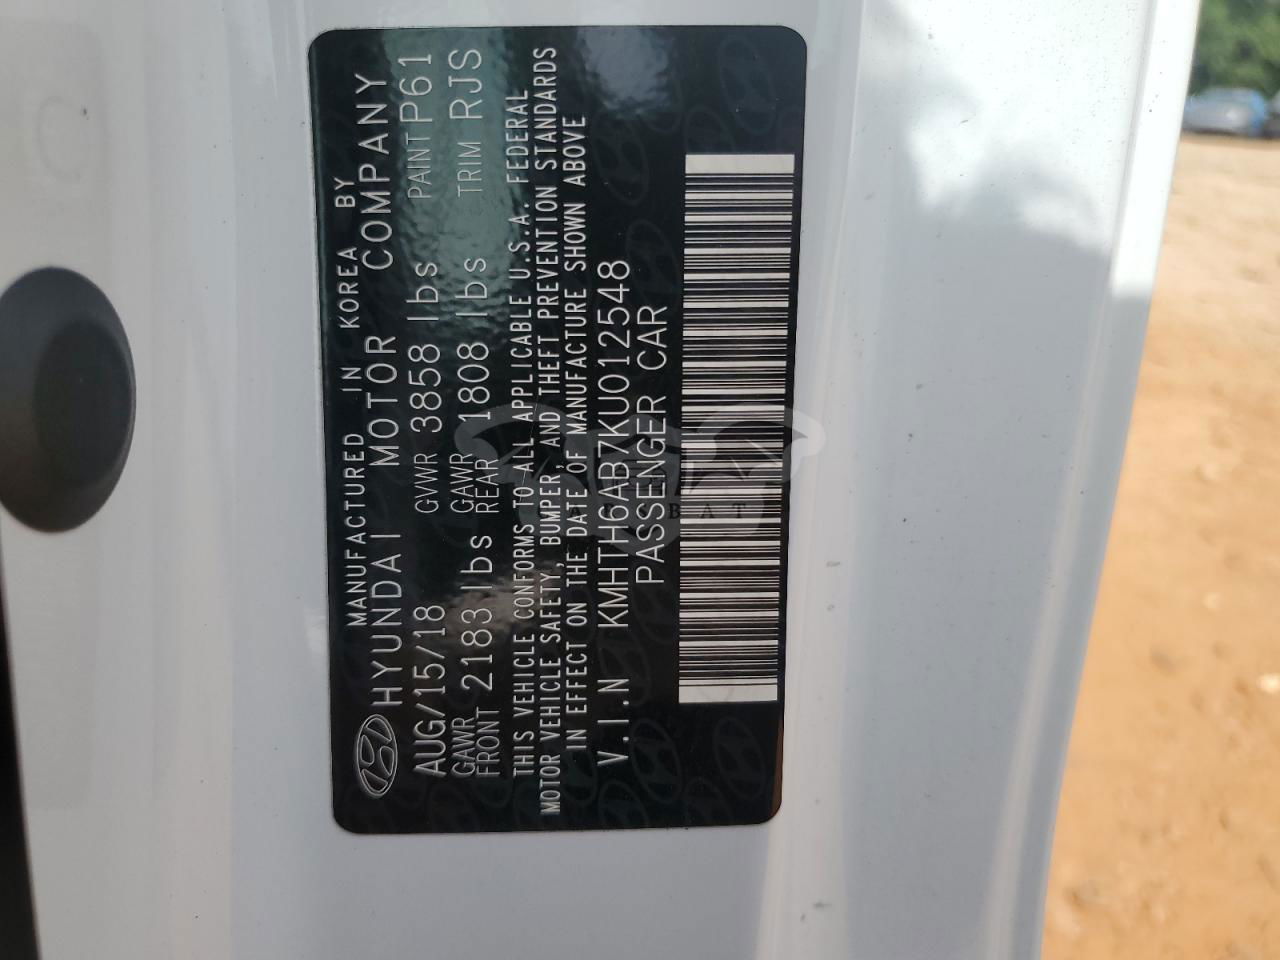 MANUFACTURED IN KOREA BY
HYUNDAI MOTOR COMPANY
AUG/15/18 GVWR 3858 lbs PAINT P61
GAWR FRONT 2183 lbs GAWR REAR 1808 lbs TRIM RJS
THIS VEHICLE CONFORMS TO ALL APPLICABLE U.S.A. FEDERAL
MOTOR VEHICLE SAFETY, BUMPER, AND THEFT PREVENTION STANDARDS
IN EFFECT ON THE DATE OF MANUFACTURE SHOWN ABOVE
V.I.N KMHTH6AB7KU012548
PASSENGER CAR